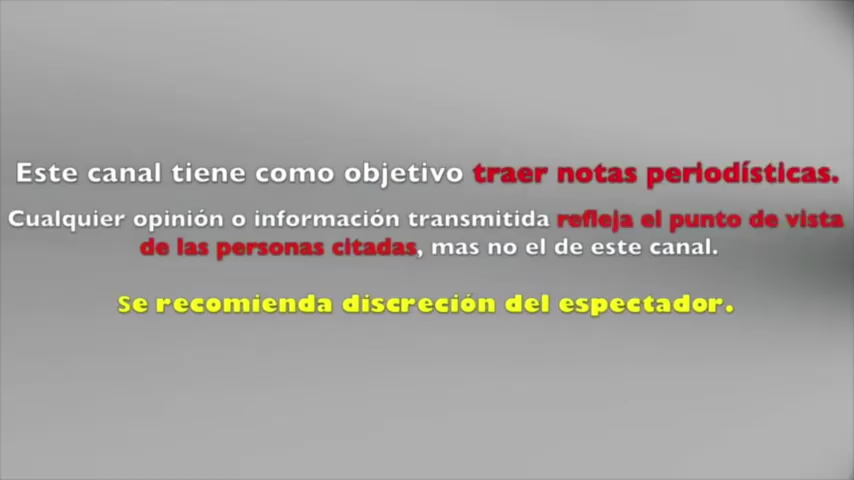 Este canal tiene como objetivo traer notas periodísticas.
Cualquier opinión o información transmitida refleja el punto de vista
de las personas citadas, mas no el de este canal.
Se recomienda discreción del espectador.